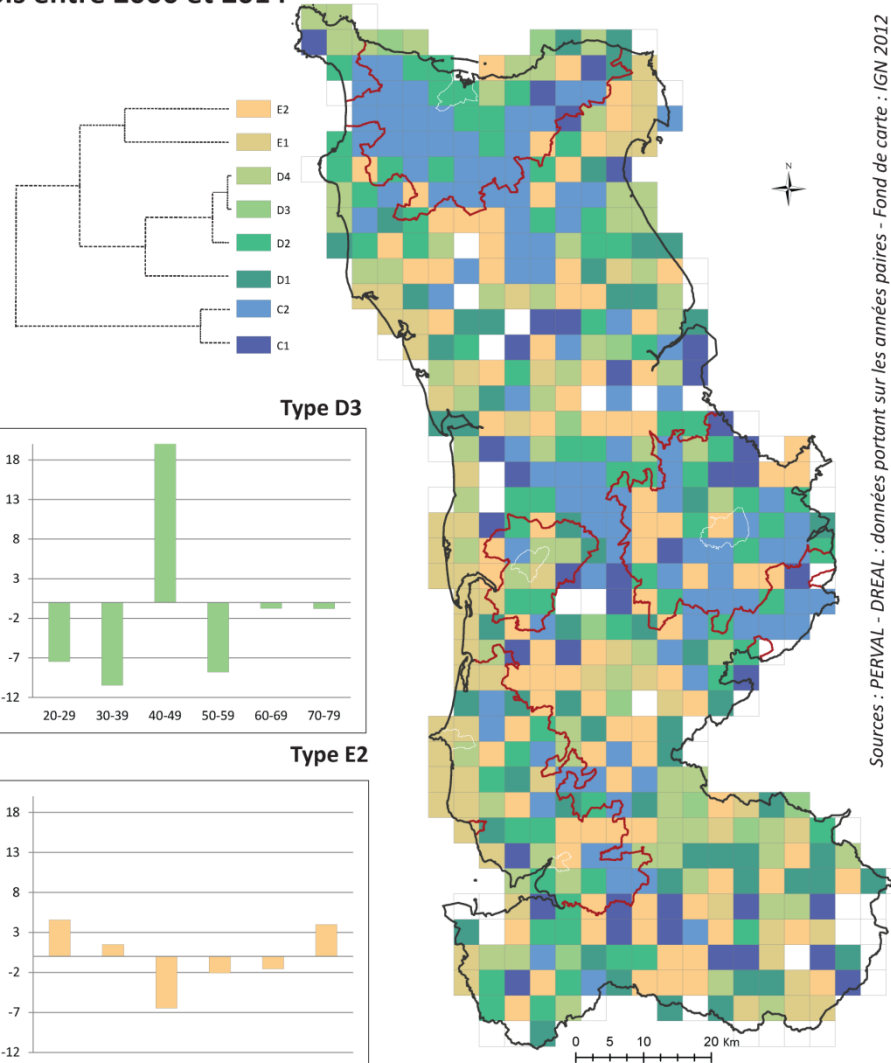 entre 2000 et 2014
E2
E1
D4
D3
D2
D1
C2
C1
N
Type D3
18
13
8
3
-2
-7
-12
20-29 30-39 40-49 50-59 60-69 70-79
Type E2
18
13
8
3
-2
-7
-12
0 5 10 20 Km
Sources : PERVAL - DREAL : données portant sur les années paires - Fond de carte : IGN 2012